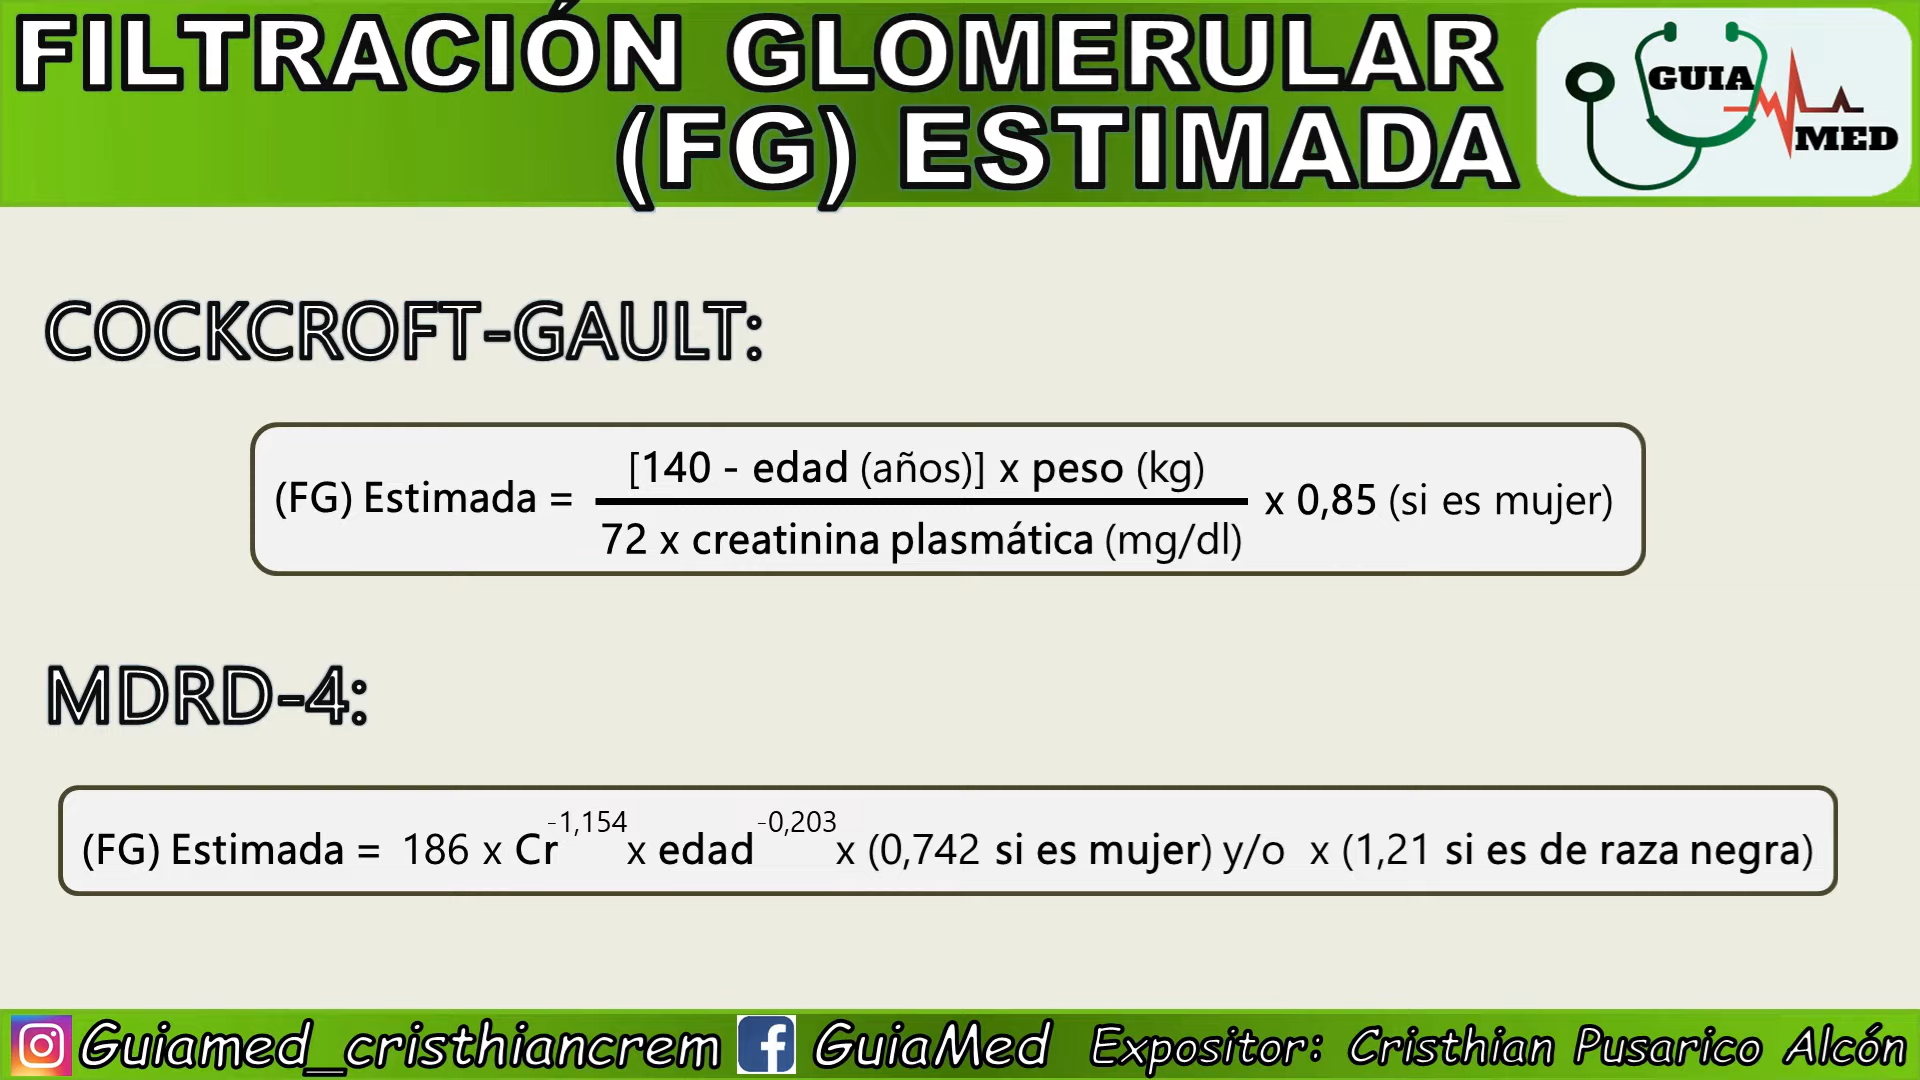 FILTRACIÓN GLOMERULAR
(FG) ESTIMADA
GUIA
MED
COCKCROFT-GAULT:
[140 - edad (años)] x peso (kg)
(FG) Estimada = x 0,85 (si es mujer)
72 x creatinina plasmática (mg/dl)
MDRD-4:
(FG) Estimada = 186 x Cr^-1,154 x edad^-0,203 x (0,742 si es mujer) y/o x (1,21 si es de raza negra)
Guiamed_cristhiancrem GuiaMed Expositor: Cristhian Pusarico Alcón